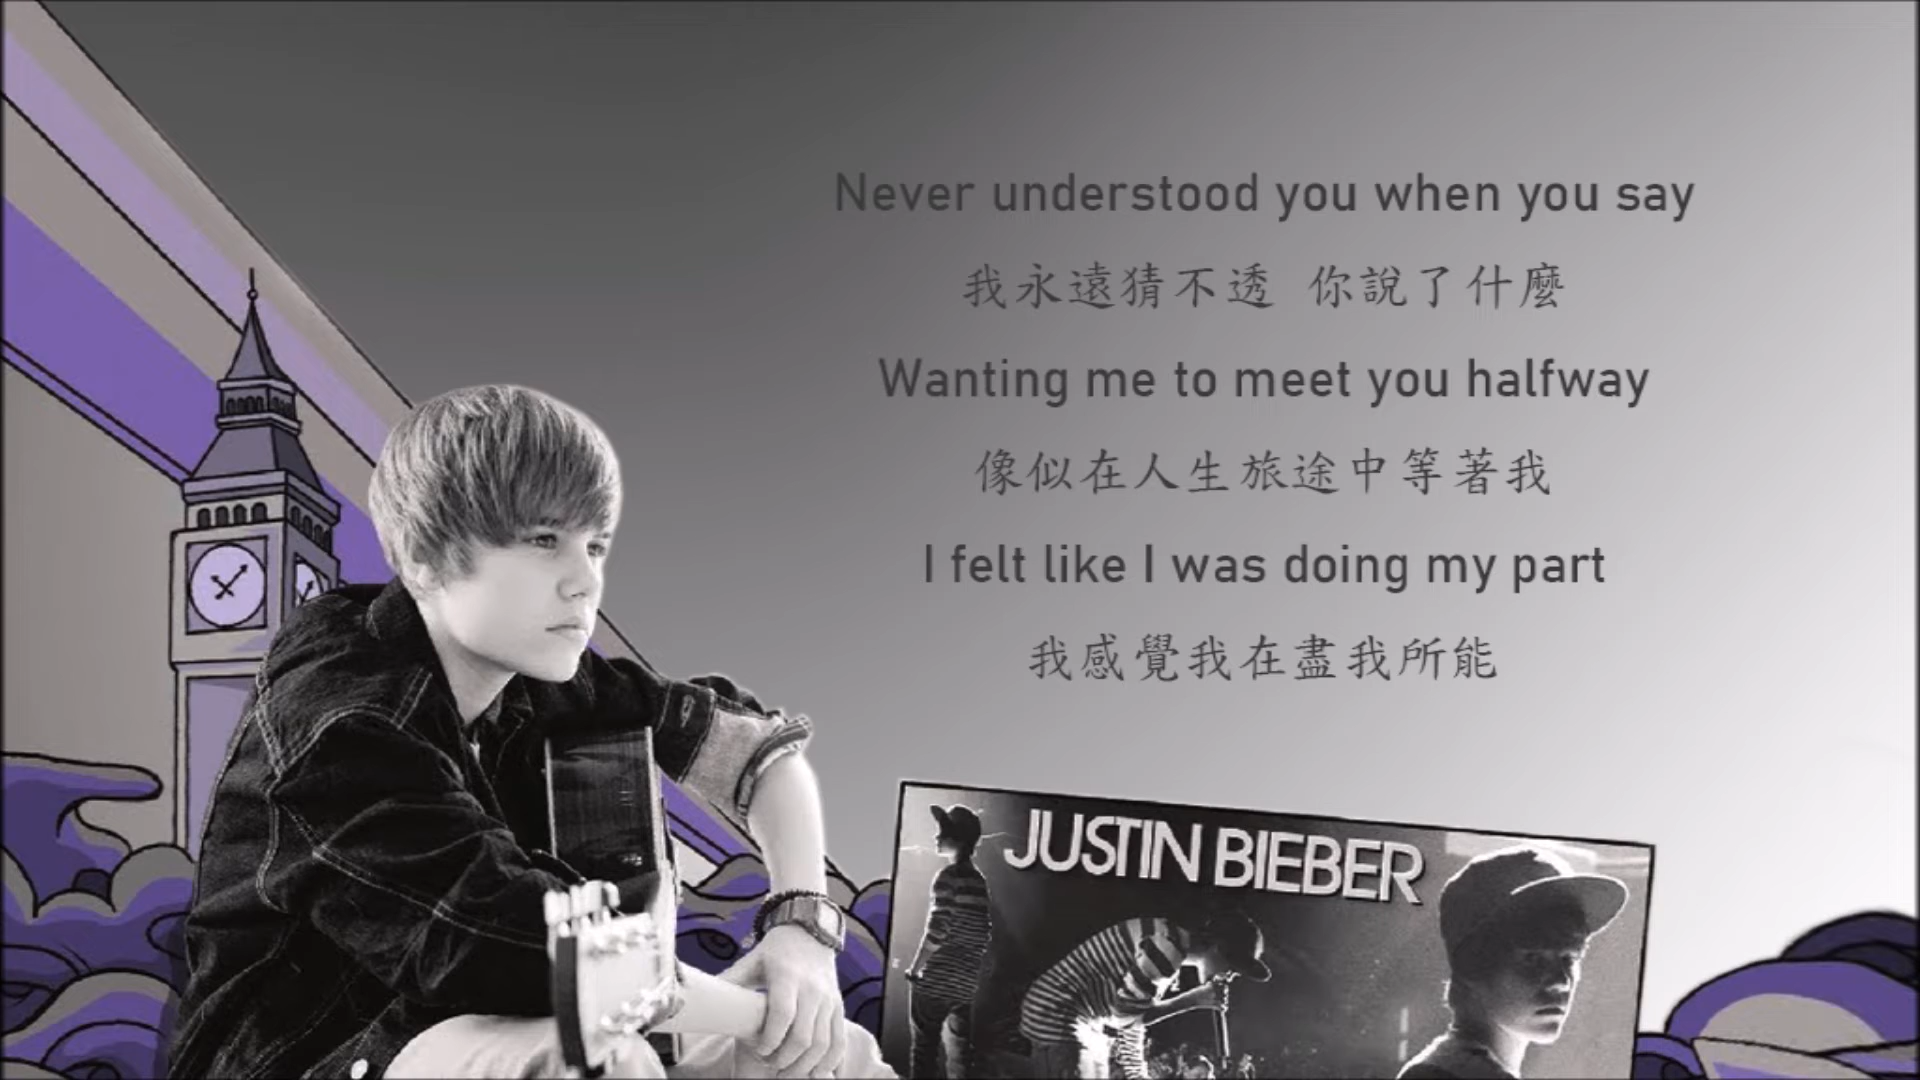 Never understood you when you say
我永遠猜不透 你說了什麼
Wanting me to meet you halfway
像似在人生旅途中等著我
I felt like I was doing my part
我感覺我在盡我所能
JUSTIN BIEBER